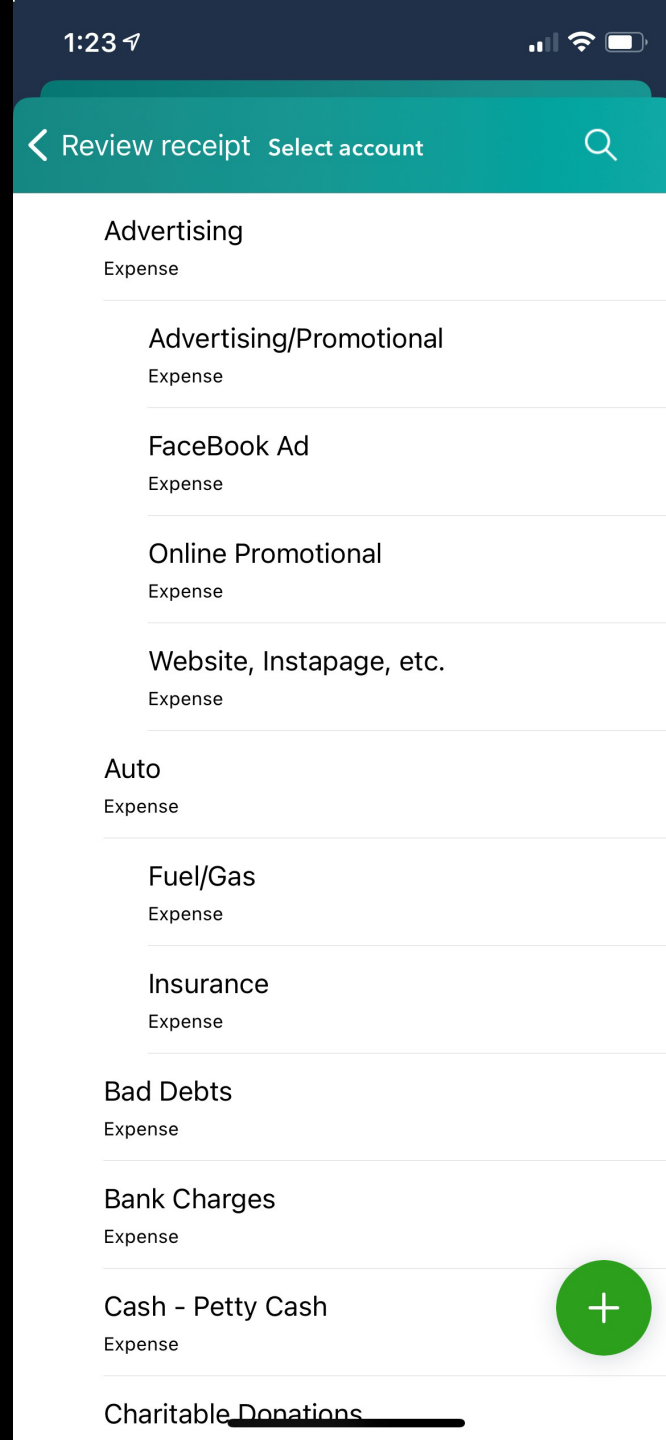 1:23
Review receipt Select account
Advertising
Expense
Advertising/Promotional
Expense
FaceBook Ad
Expense
Online Promotional
Expense
Website, Instapage, etc.
Expense
Auto
Expense
Fuel/Gas
Expense
Insurance
Expense
Bad Debts
Expense
Bank Charges
Expense
Cash - Petty Cash
Expense
Charitable Donations